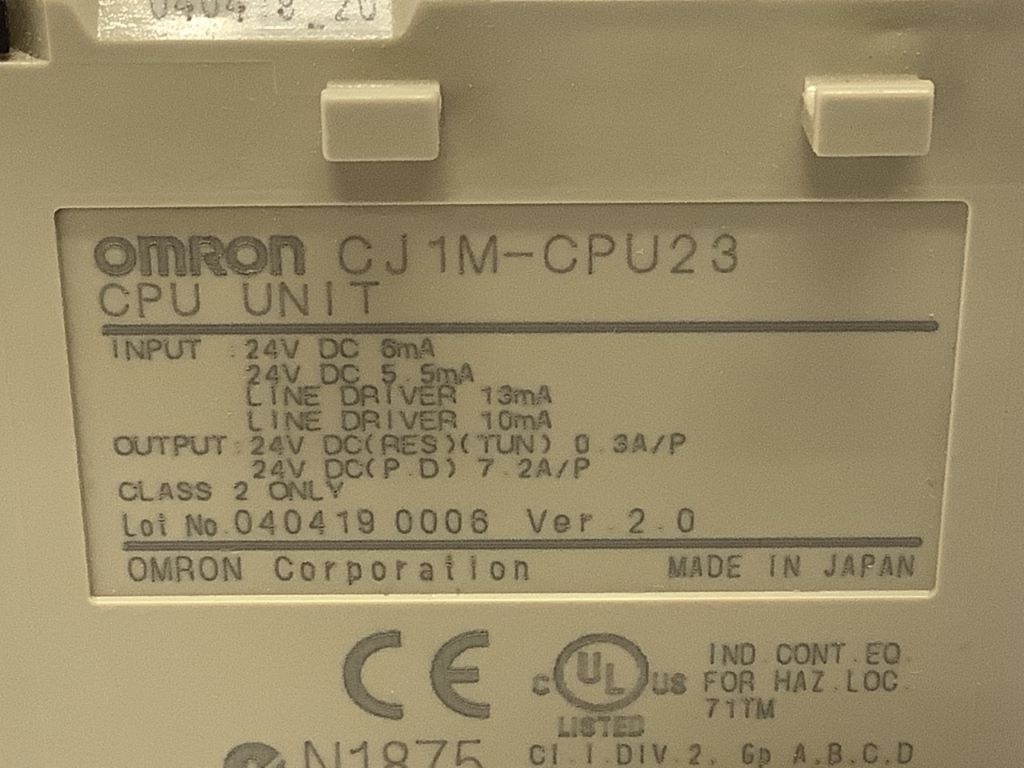 040419_20
OMRON CJ1M-CPU23
CPU UNIT
INPUT : 24V DC 6mA
24V DC 5.5mA
LINE DRIVER 13mA
LINE DRIVER 10mA
OUTPUT : 24V DC(RES)(TUN) 0.3A/P
24V DC(P.D) 7.2A/P
CLASS 2 ONLY
Lot No. 040419 0006 Ver.2.0
OMRON Corporation MADE IN JAPAN
CE
C UL US
LISTED
IND.CONT.EQ.
FOR HAZ.LOC.
71TM
N1875
Cl.I.DIV.2, Gp A.B.C.D